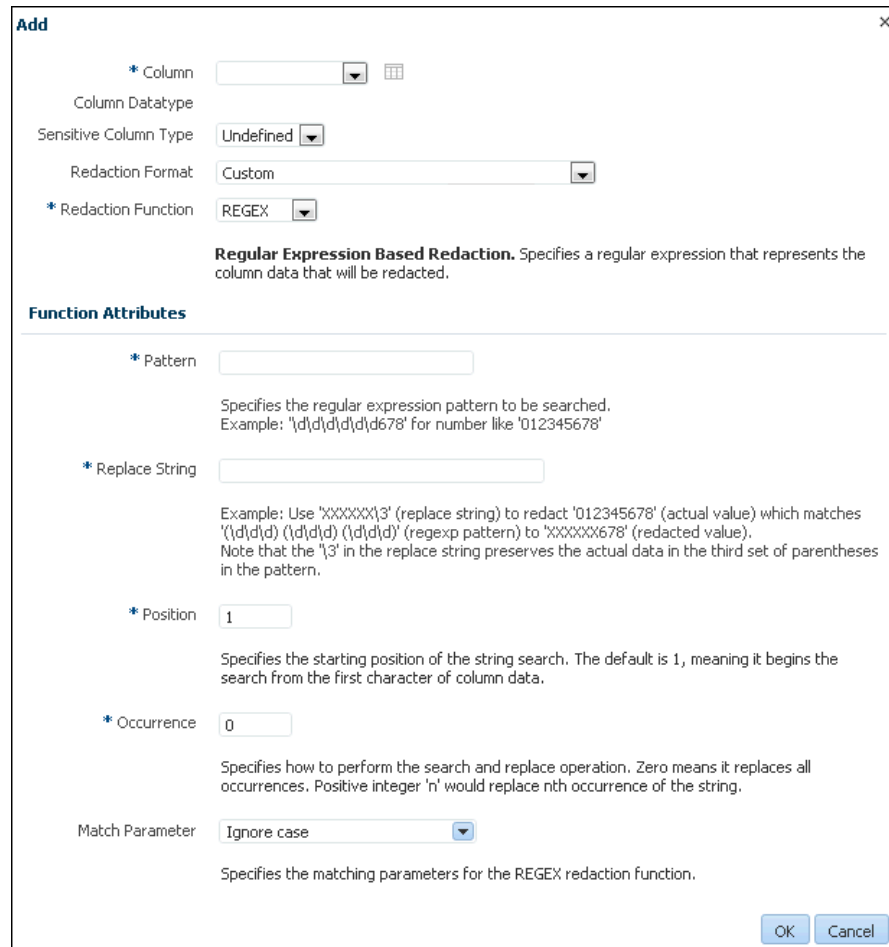 Add
* Column
Column Datatype
Sensitive Column Type Undefined
Redaction Format Custom
* Redaction Function REGEX
Regular Expression Based Redaction. Specifies a regular expression that represents the
column data that will be redacted.
Function Attributes
* Pattern
Specifies the regular expression pattern to be searched.
Example: '\d\d\d\d\d\d678' for number like '012345678'
* Replace String
Example: Use 'XXXXXX\3' (replace string) to redact '012345678' (actual value) which matches
'(\d\d\d) (\d\d\d) (\d\d\d)' (regexp pattern) to 'XXXXXX678' (redacted value).
Note that the '\3' in the replace string preserves the actual data in the third set of parentheses
in the pattern.
* Position 1
Specifies the starting position of the string search. The default is 1, meaning it begins the
search from the first character of column data.
* Occurrence 0
Specifies how to perform the search and replace operation. Zero means it replaces all
occurrences. Positive integer 'n' would replace nth occurrence of the string.
Match Parameter Ignore case
Specifies the matching parameters for the REGEX redaction function.
OK Cancel